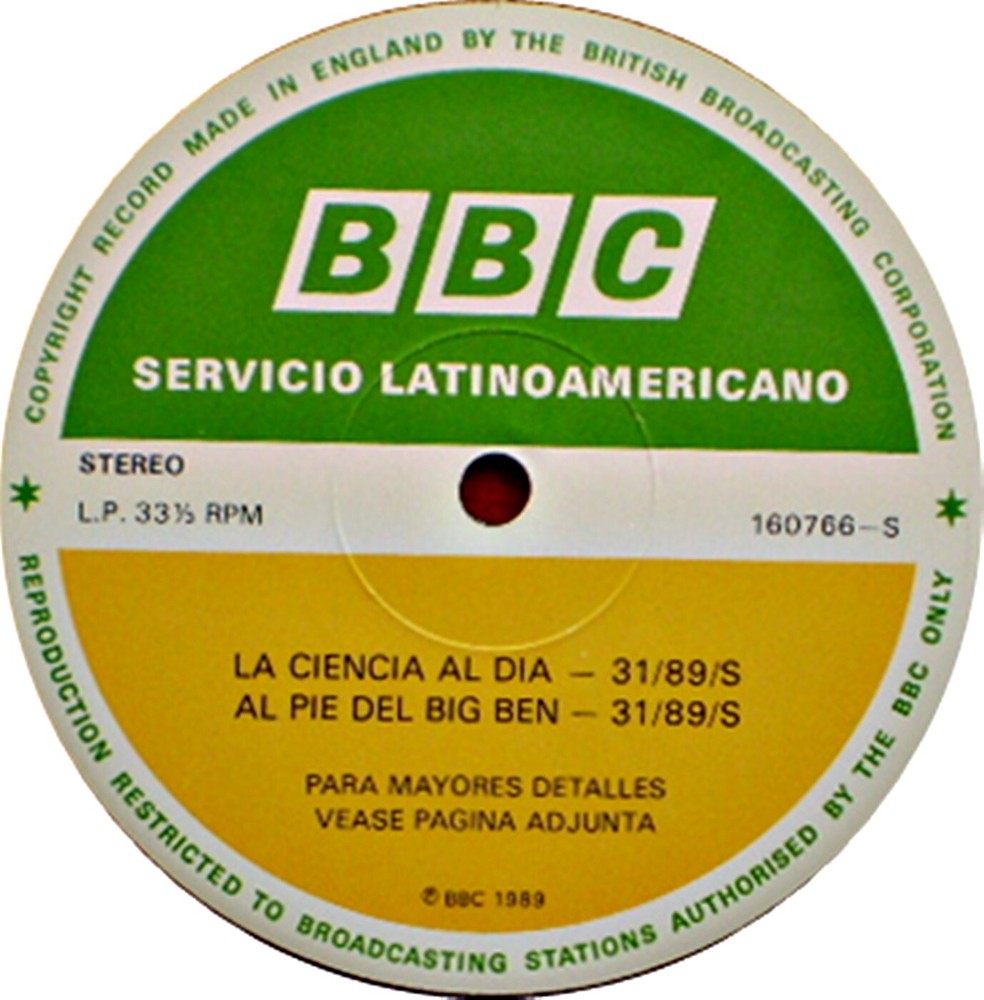 COPYRIGHT RECORD MADE IN ENGLAND BY THE BRITISH BROADCASTING CORPORATION
BBC
SERVICIO LATINOAMERICANO
STEREO
L.P. 33⅓ RPM
160766-S
LA CIENCIA AL DIA — 31/89/S
AL PIE DEL BIG BEN — 31/89/S
PARA MAYORES DETALLES
VEASE PAGINA ADJUNTA
℗ BBC 1989
REPRODUCTION RESTRICTED TO BROADCASTING STATIONS AUTHORISED BY THE BBC ONLY